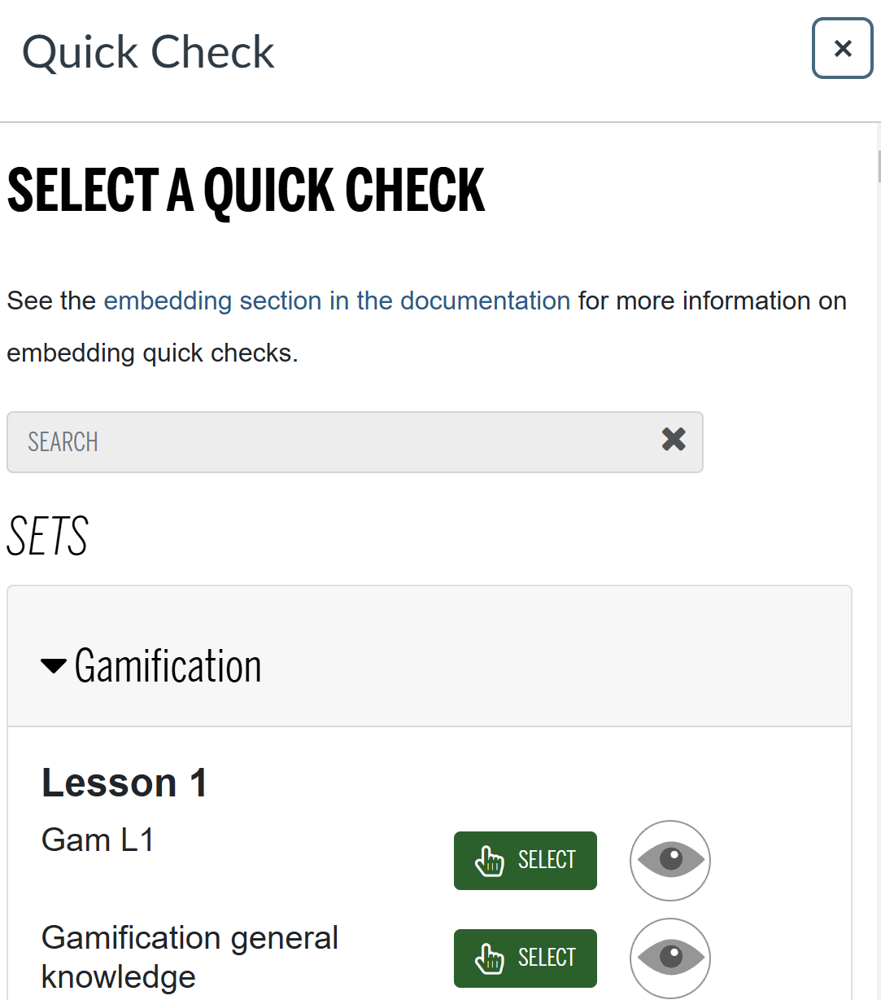 Quick Check
SELECT A QUICK CHECK
See the embedding section in the documentation for more information on
embedding quick checks.
SEARCH
SETS
Gamification
Lesson 1
Gam L1
SELECT
Gamification general
knowledge
SELECT